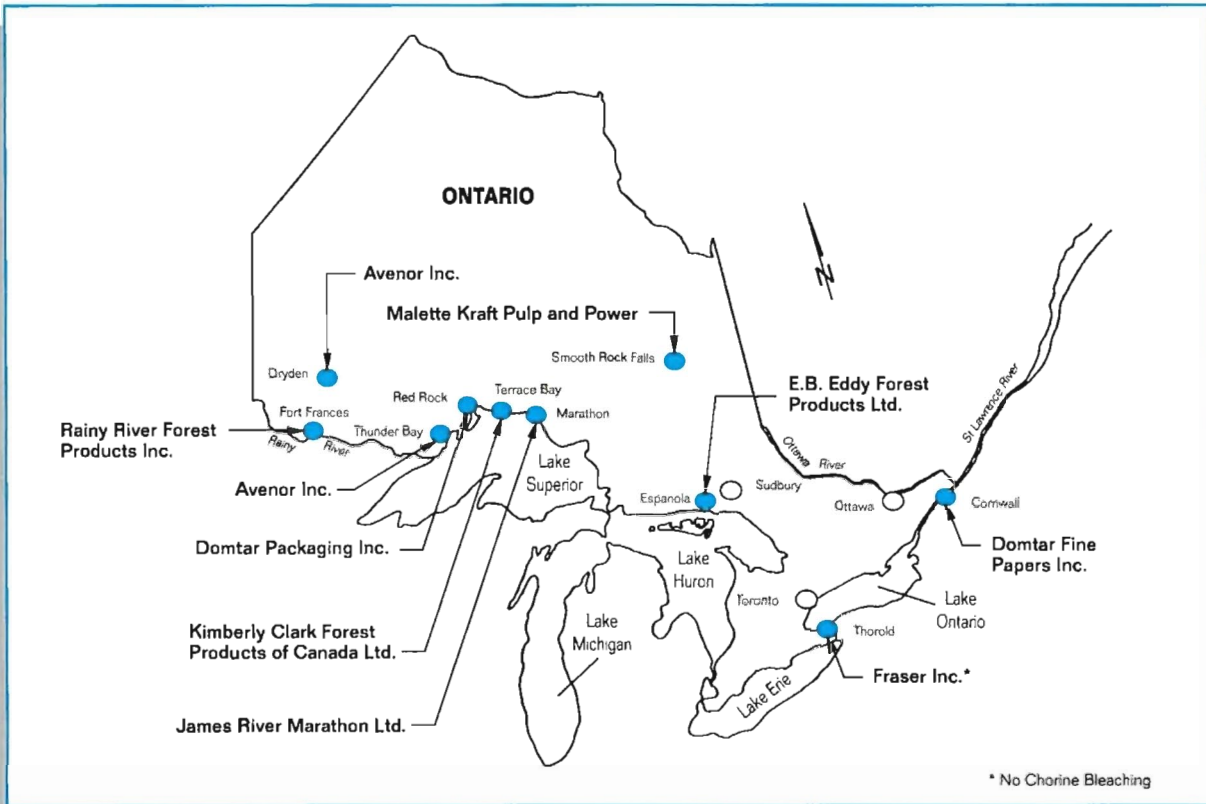 ONTARIO
Avenor Inc.
Malette Kraft Pulp and Power
Dryden
Smooth Rock Falls
E.B. Eddy Forest
Products Ltd.
Red Rock
Terrace Bay
Marathon
Fort Frances
Rainy River Forest
Products Inc.
Rainy River
Thunder Bay
Avenor Inc.
Lake
Superior
Espanola
Sudbury
Ottawa River
Ottawa
St Lawrence River
Cornwall
N
Domtar Packaging Inc.
Domtar Fine
Papers Inc.
Lake
Huron
Toronto
Lake
Ontario
Kimberly Clark Forest
Products of Canada Ltd.
Lake
Michigan
Thorold
Fraser Inc.*
Lake Erie
James River Marathon Ltd.
* No Chorine Bleaching